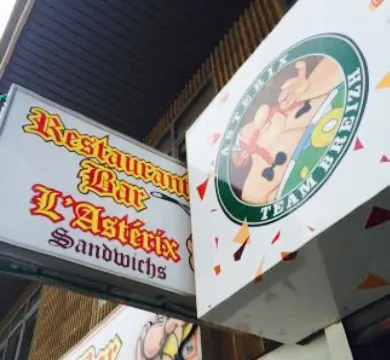 Restaurant
Bar
L'Astérix
Sandwichs
ASTERIX
TEAM BREIZH